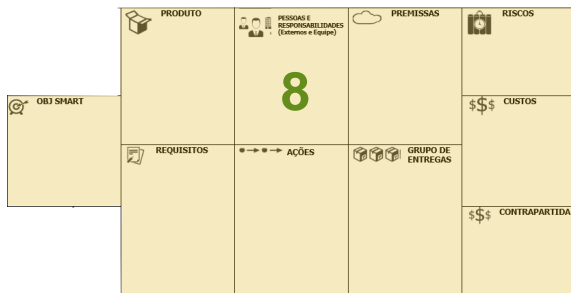 OBJ SMART
PRODUTO
REQUISITOS
PESSOAS E
RESPONSABILIDADES
(Externos e Equipe)
8
AÇÕES
PREMISSAS
GRUPO DE
ENTREGAS
RISCOS
$$$ CUSTOS
$$$ CONTRAPARTIDA